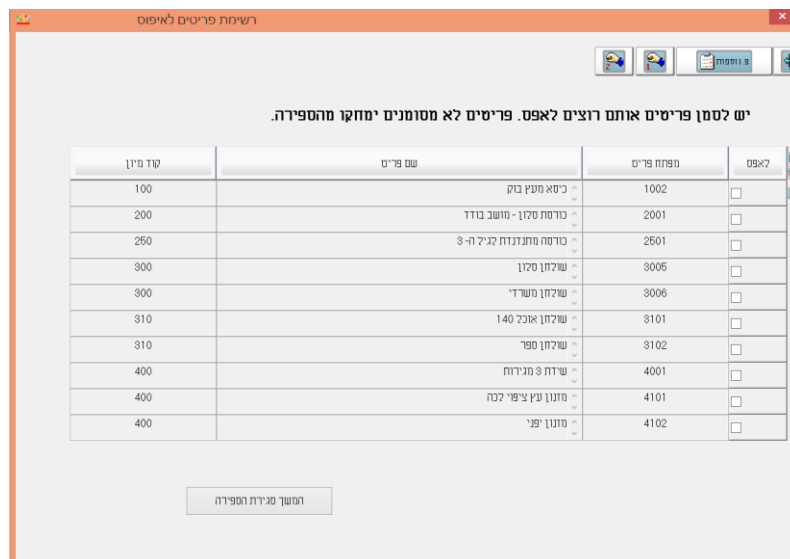 רשימת פריטים לאיפוס
פ.נוספות
1
2
יש לסמן פריטים אותם רוצים לאפס. פריטים לא מסומנים ימחקו מהספירה.
לאפס מפתח פריט שם פריט קוד מיון
1002 כיסא מעץ בוק 100
2001 כורסת סלון - מושב בודד 200
2501 כורסה מתנדנדת לגיל ה- 3 250
3005 שולחן סלון 300
3006 שולחן משרדי 300
3101 שולחן אוכל 140 310
3102 שולחן ספר 310
4001 שידת 3 מגירות 400
4101 מזנון עץ ציפוי לכה 400
4102 מזנון יפני 400
המשך סגירת הספירה